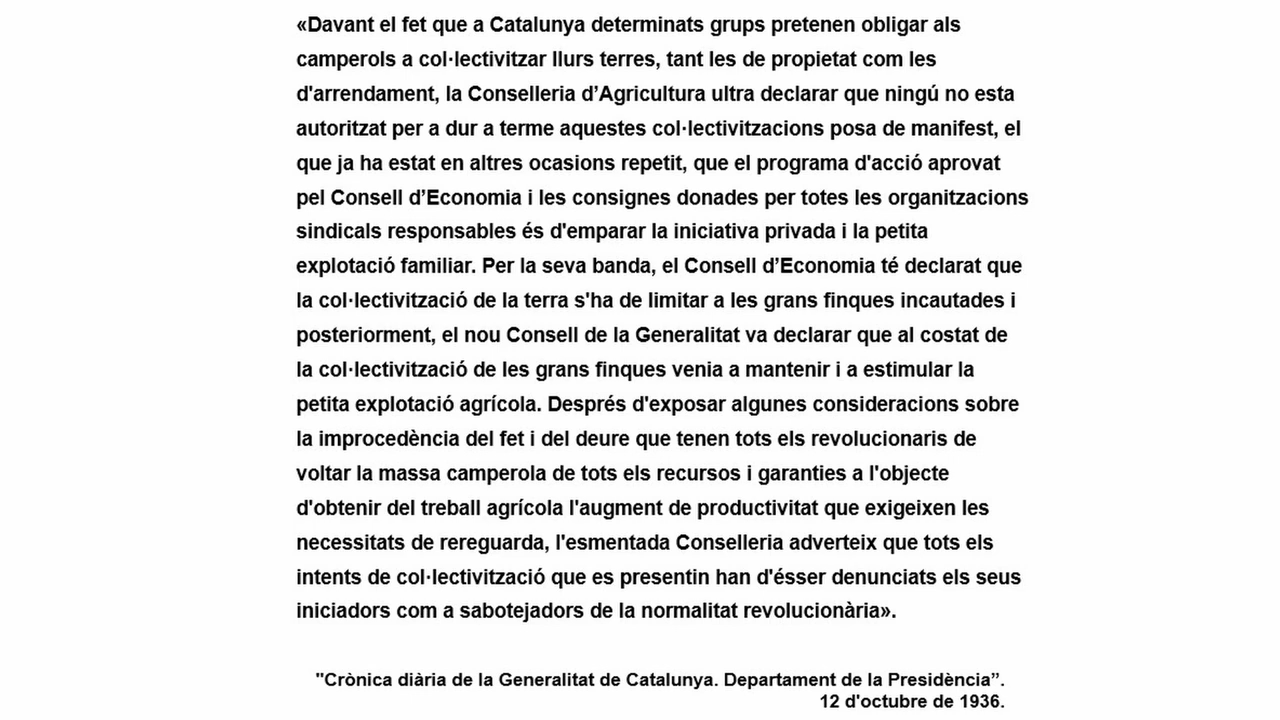 «Davant el fet que a Catalunya determinats grups pretenen obligar als
camperols a col·lectivitzar llurs terres, tant les de propietat com les
d'arrendament, la Conselleria d’Agricultura ultra declarar que ningú no esta
autoritzat per a dur a terme aquestes col·lectivitzacions posa de manifest, el
que ja ha estat en altres ocasions repetit, que el programa d'acció aprovat
pel Consell d’Economia i les consignes donades per totes les organitzacions
sindicals responsables és d'emparar la iniciativa privada i la petita
explotació familiar. Per la seva banda, el Consell d’Economia té declarat que
la col·lectivització de la terra s'ha de limitar a les grans finques incautades i
posteriorment, el nou Consell de la Generalitat va declarar que al costat de
la col·lectivització de les grans finques venia a mantenir i a estimular la
petita explotació agrícola. Després d'exposar algunes consideracions sobre
la improcedència del fet i del deure que tenen tots els revolucionaris de
voltar la massa camperola de tots els recursos i garanties a l'objecte
d'obtenir del treball agrícola l'augment de productivitat que exigeixen les
necessitats de rereguarda, l'esmentada Conselleria adverteix que tots els
intents de col·lectivització que es presentin han d'ésser denunciats els seus
iniciadors com a sabotejadors de la normalitat revolucionària».
"Crònica diària de la Generalitat de Catalunya. Departament de la Presidència”.
12 d'octubre de 1936.